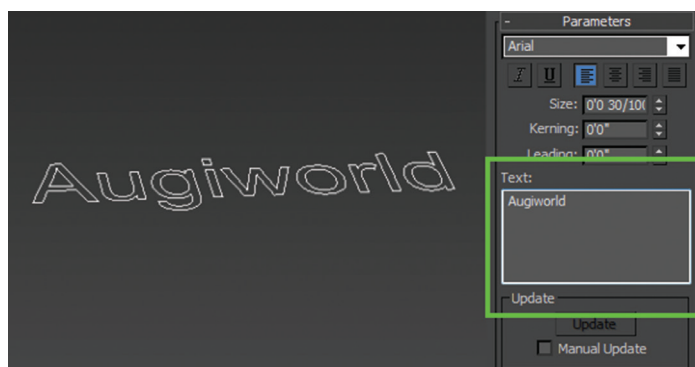 Augiworld
- Parameters
Arial
I U
Size: 0'0 30/10(
Kerning: 0'0"
Leading: 0'0"
Text:
Augiworld
Update
Update
Manual Update